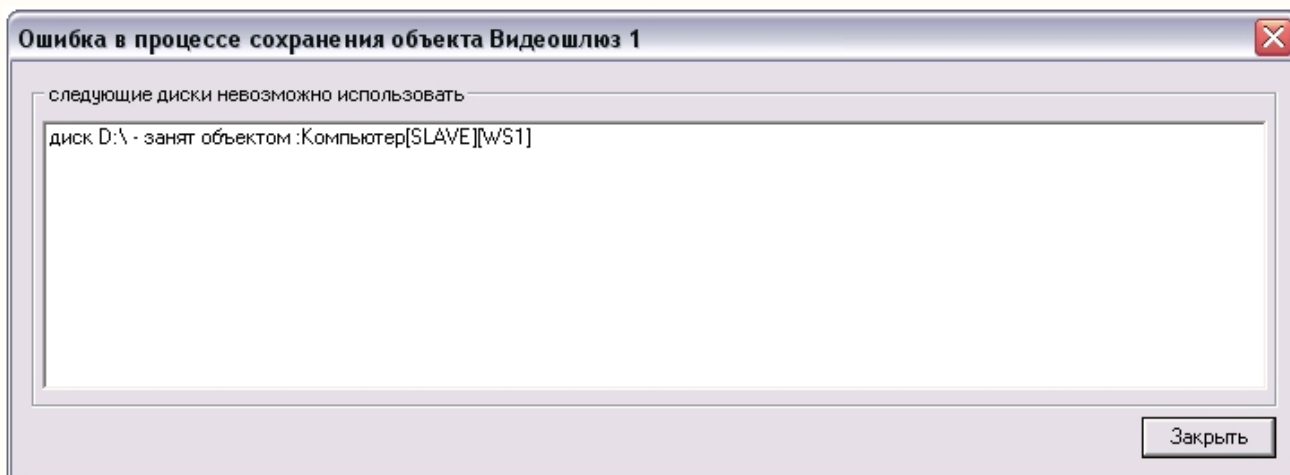 Ошибка в процессе сохранения объекта Видеошлюз 1
следующие диски невозможно использовать
диск D:\ - занят объектом :Компьютер[SLAVE][WS1]
Закрыть